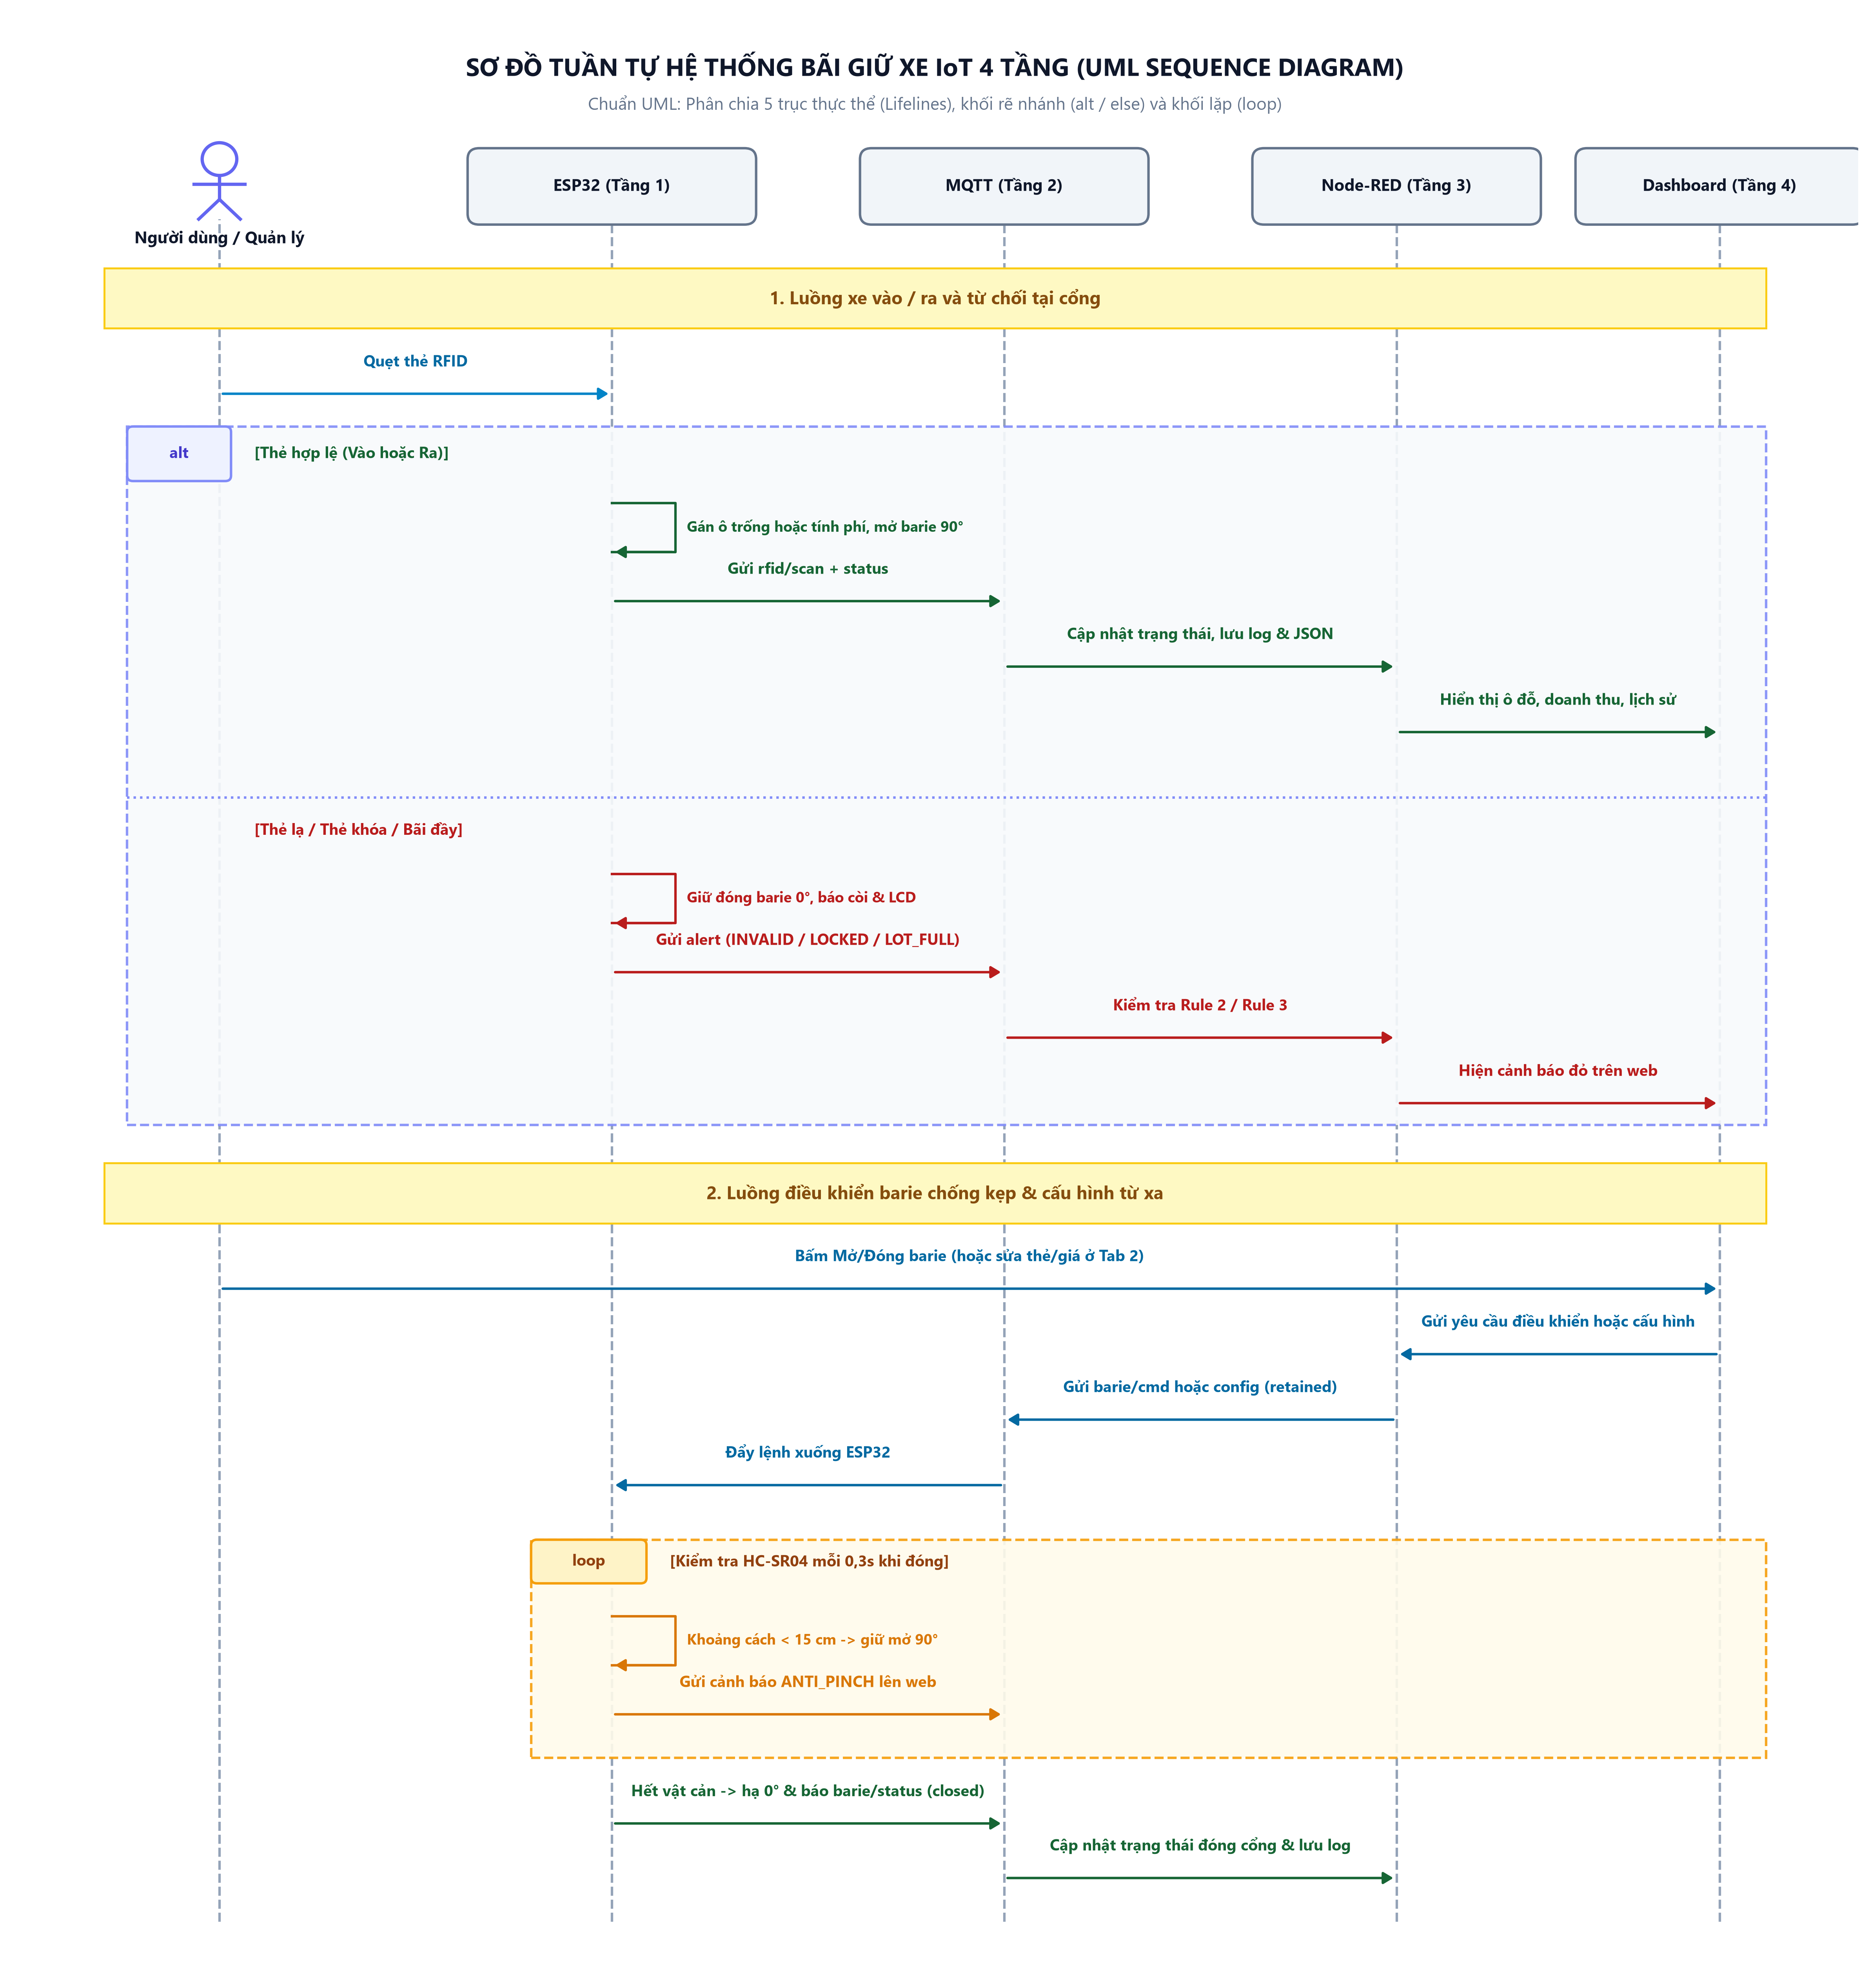 SƠ ĐỒ TUẦN TỰ HỆ THỐNG BÃI GIỮ XE IoT 4 TẦNG (UML SEQUENCE DIAGRAM)
Chuẩn UML: Phân chia 5 trục thực thể (Lifelines), khối rẽ nhánh (alt / else) và khối lặp (loop)
Người dùng / Quản lý
ESP32 (Tầng 1)
MQTT (Tầng 2)
Node-RED (Tầng 3)
Dashboard (Tầng 4)
1. Luồng xe vào / ra và từ chối tại cổng
Quẹt thẻ RFID
alt
[Thẻ hợp lệ (Vào hoặc Ra)]
Gán ô trống hoặc tính phí, mở barie 90°
Gửi rfid/scan + status
Cập nhật trạng thái, lưu log & JSON
Hiển thị ô đỗ, doanh thu, lịch sử
[Thẻ lạ / Thẻ khóa / Bãi đầy]
Giữ đóng barie 0°, báo còi & LCD
Gửi alert (INVALID / LOCKED / LOT_FULL)
Kiểm tra Rule 2 / Rule 3
Hiện cảnh báo đỏ trên web
2. Luồng điều khiển barie chống kẹp & cấu hình từ xa
Bấm Mở/Đóng barie (hoặc sửa thẻ/giá ở Tab 2)
Gửi yêu cầu điều khiển hoặc cấu hình
Gửi barie/cmd hoặc config (retained)
Đẩy lệnh xuống ESP32
loop
[Kiểm tra HC-SR04 mỗi 0,3s khi đóng]
Khoảng cách < 15 cm -> giữ mở 90°
Gửi cảnh báo ANTI_PINCH lên web
Hết vật cản -> hạ 0° & báo barie/status (closed)
Cập nhật trạng thái đóng cổng & lưu log